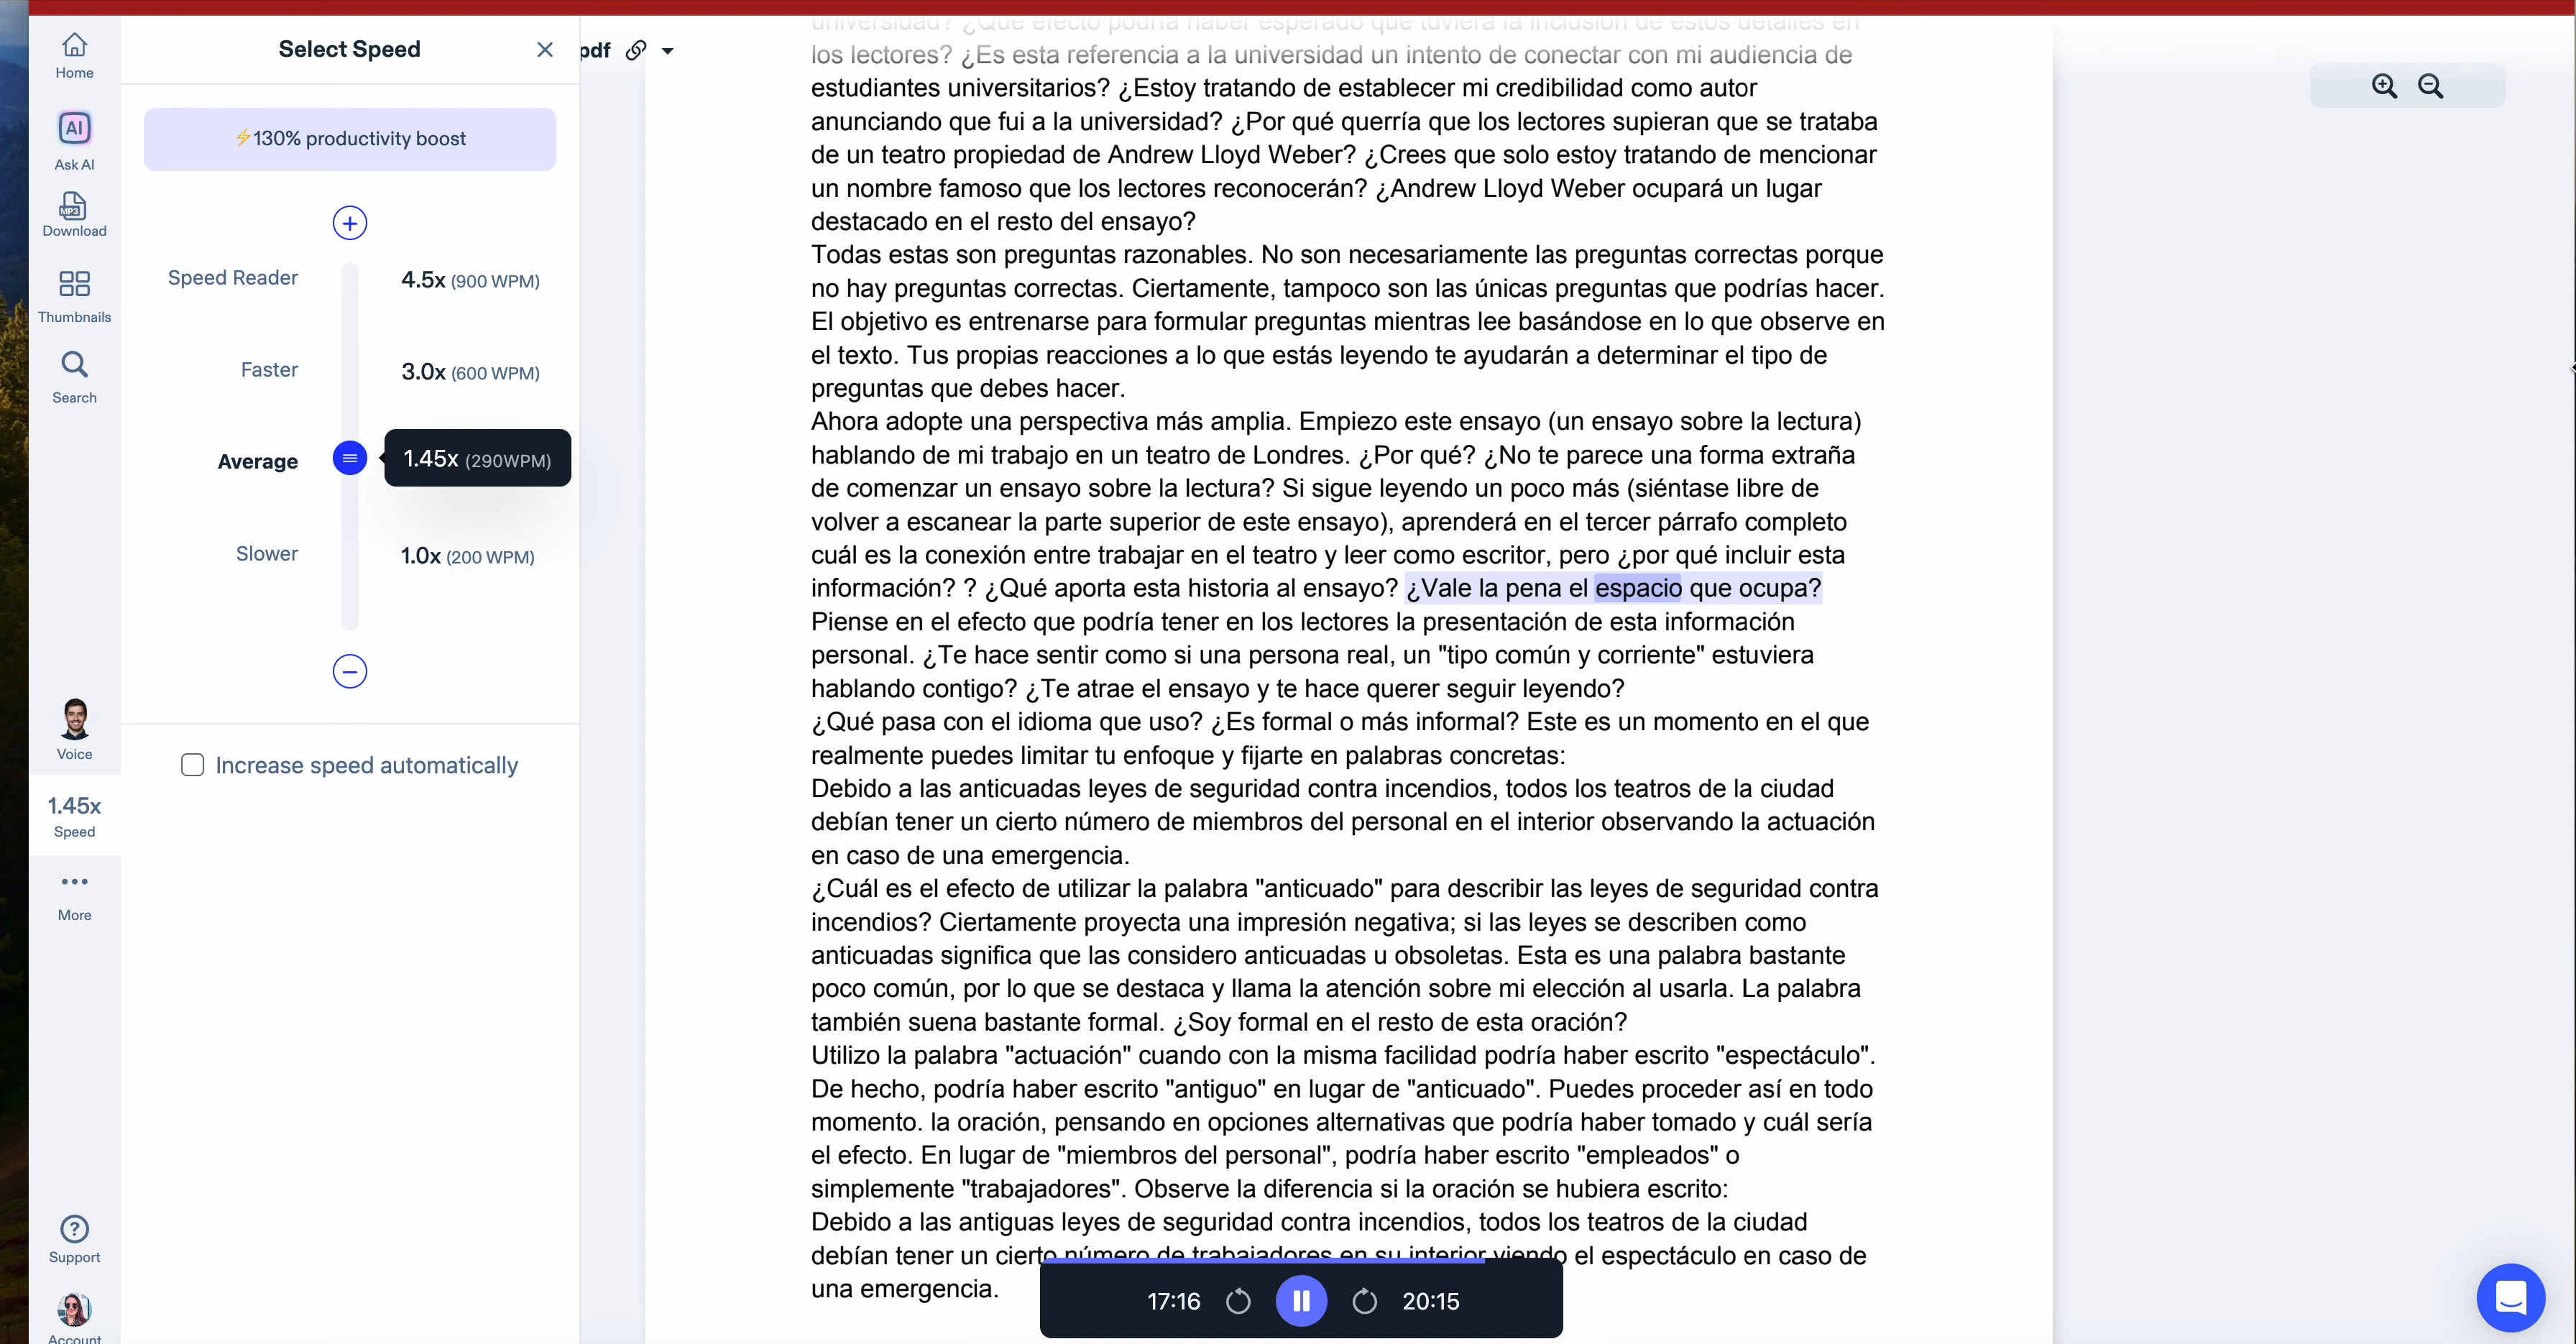 Home
Ask AI
AI
MP3
Download
Thumbnails
Search
Voice
1.45x
Speed
More
Support
Account
Select Speed
⚡130% productivity boost
Speed Reader 4.5x (900 WPM)
Faster 3.0x (600 WPM)
Average 1.45x (290WPM)
Slower 1.0x (200 WPM)
Increase speed automatically
pdf
universidad? ¿Qué efecto podría haber esperado que tuviera la inclusión de estos detalles en
los lectores? ¿Es esta referencia a la universidad un intento de conectar con mi audiencia de
estudiantes universitarios? ¿Estoy tratando de establecer mi credibilidad como autor
anunciando que fui a la universidad? ¿Por qué querría que los lectores supieran que se trataba
de un teatro propiedad de Andrew Lloyd Weber? ¿Crees que solo estoy tratando de mencionar
un nombre famoso que los lectores reconocerán? ¿Andrew Lloyd Weber ocupará un lugar
destacado en el resto del ensayo?
Todas estas son preguntas razonables. No son necesariamente las preguntas correctas porque
no hay preguntas correctas. Ciertamente, tampoco son las únicas preguntas que podrías hacer.
El objetivo es entrenarse para formular preguntas mientras lee basándose en lo que observe en
el texto. Tus propias reacciones a lo que estás leyendo te ayudarán a determinar el tipo de
preguntas que debes hacer.
Ahora adopte una perspectiva más amplia. Empiezo este ensayo (un ensayo sobre la lectura)
hablando de mi trabajo en un teatro de Londres. ¿Por qué? ¿No te parece una forma extraña
de comenzar un ensayo sobre la lectura? Si sigue leyendo un poco más (siéntase libre de
volver a escanear la parte superior de este ensayo), aprenderá en el tercer párrafo completo
cuál es la conexión entre trabajar en el teatro y leer como escritor, pero ¿por qué incluir esta
información? ? ¿Qué aporta esta historia al ensayo? ¿Vale la pena el espacio que ocupa?
Piense en el efecto que podría tener en los lectores la presentación de esta información
personal. ¿Te hace sentir como si una persona real, un "tipo común y corriente" estuviera
hablando contigo? ¿Te atrae el ensayo y te hace querer seguir leyendo?
¿Qué pasa con el idioma que uso? ¿Es formal o más informal? Este es un momento en el que
realmente puedes limitar tu enfoque y fijarte en palabras concretas:
Debido a las anticuadas leyes de seguridad contra incendios, todos los teatros de la ciudad
debían tener un cierto número de miembros del personal en el interior observando la actuación
en caso de una emergencia.
¿Cuál es el efecto de utilizar la palabra "anticuado" para describir las leyes de seguridad contra
incendios? Ciertamente proyecta una impresión negativa; si las leyes se describen como
anticuadas significa que las considero anticuadas u obsoletas. Esta es una palabra bastante
poco común, por lo que se destaca y llama la atención sobre mi elección al usarla. La palabra
también suena bastante formal. ¿Soy formal en el resto de esta oración?
Utilizo la palabra "actuación" cuando con la misma facilidad podría haber escrito "espectáculo".
De hecho, podría haber escrito "antiguo" en lugar de "anticuado". Puedes proceder así en todo
momento. la oración, pensando en opciones alternativas que podría haber tomado y cuál sería
el efecto. En lugar de "miembros del personal", podría haber escrito "empleados" o
simplemente "trabajadores". Observe la diferencia si la oración se hubiera escrito:
Debido a las antiguas leyes de seguridad contra incendios, todos los teatros de la ciudad
debían tener un cierto número de trabajadores en su interior viendo el espectáculo en caso de
una emergencia.
17:16 20:15